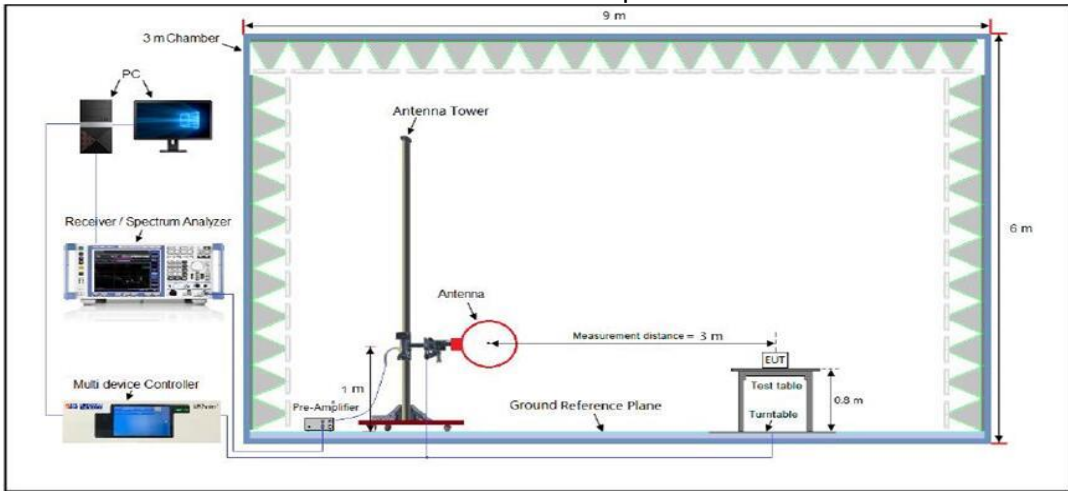 9 m
3 m Chamber
PC
Antenna Tower
Receiver / Spectrum Analyzer
6 m
Antenna
Measurement distance = 3 m
EUT
Multi device Controller
1 m
Test table
0.8 m
Pre-Amplifier
Ground Reference Plane
Turntable